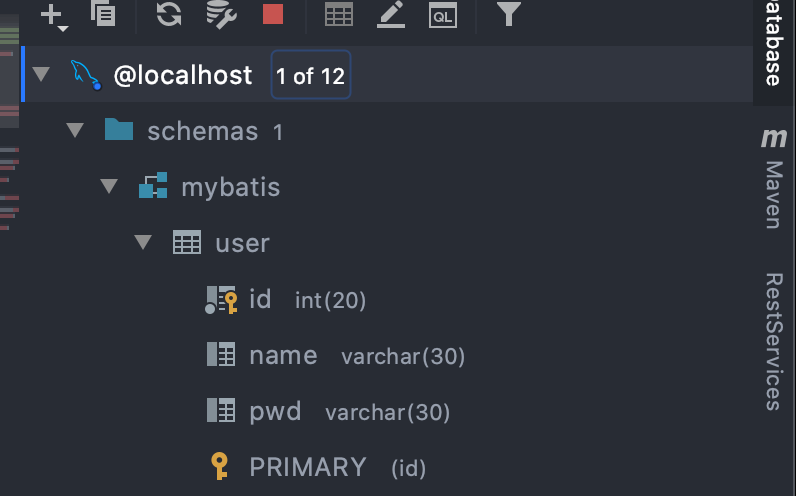 QL
@localhost 1 of 12
schemas 1
mybatis
user
id int(20)
name varchar(30)
pwd varchar(30)
PRIMARY (id)
atabase
m
Maven
RestServices